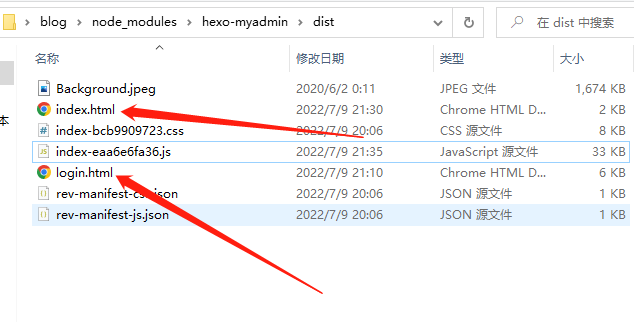 blog > node_modules > hexo-myadmin > dist
在 dist 中搜索
名称 修改日期 类型 大小
Background.jpeg 2020/6/2 0:11 JPEG 文件 1,674 KB
index.html 2022/7/9 21:30 Chrome HTML D... 2 KB
本
index-bcb9909723.css 2022/7/9 20:06 CSS 源文件 8 KB
index-eaa6e6fa36.js 2022/7/9 21:35 JavaScript 源文件 33 KB
login.html 2022/7/9 21:10 Chrome HTML D... 6 KB
2022/7/9 20:06 JSON 源文件 1 KB
rev-manifest-js.json 2022/7/9 20:06 JSON 源文件 1 KB